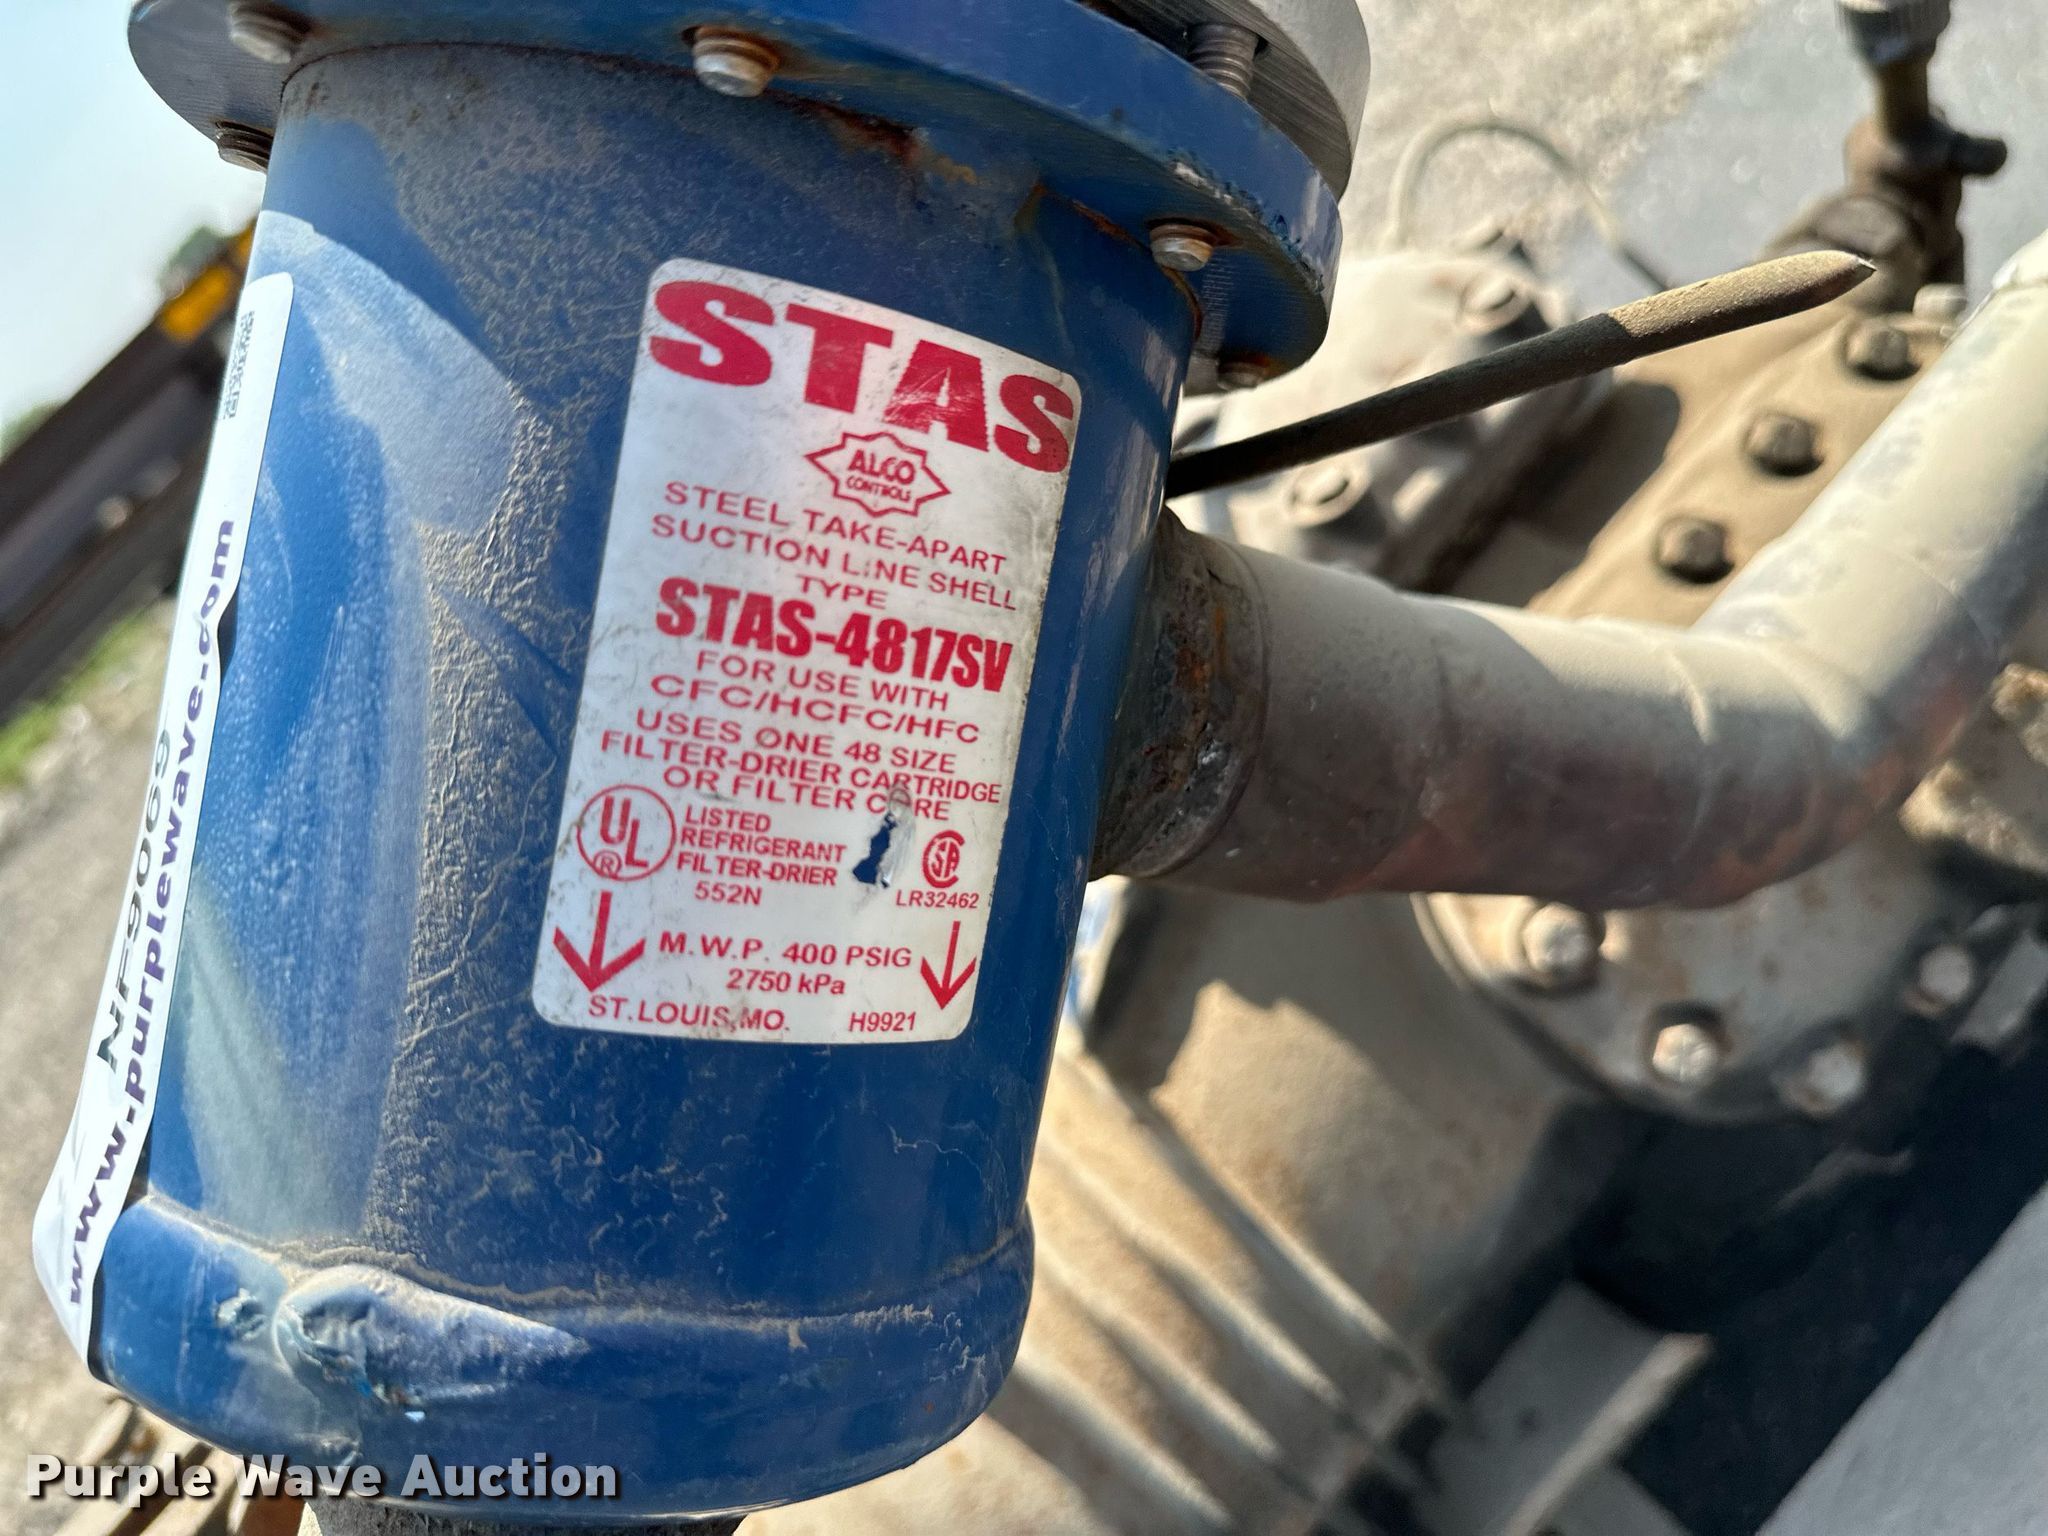 STAS
ALCO
CONTROLS
STEEL TAKE-APART
SUCTION LINE SHELL
TYPE
STAS-4817SV
FOR USE WITH
CFC/HCFC/HFC
USES ONE 48 SIZE
FILTER-DRIER CARTRIDGE
OR FILTER CORE
UL
®
LISTED
REFRIGERANT
FILTER-DRIER
552N
SA
LR32462
M.W.P. 400 PSIG
2750 kPa
ST.LOUIS,MO. H9921
NF90069
www.purplewave.com
Purple Wave Auction